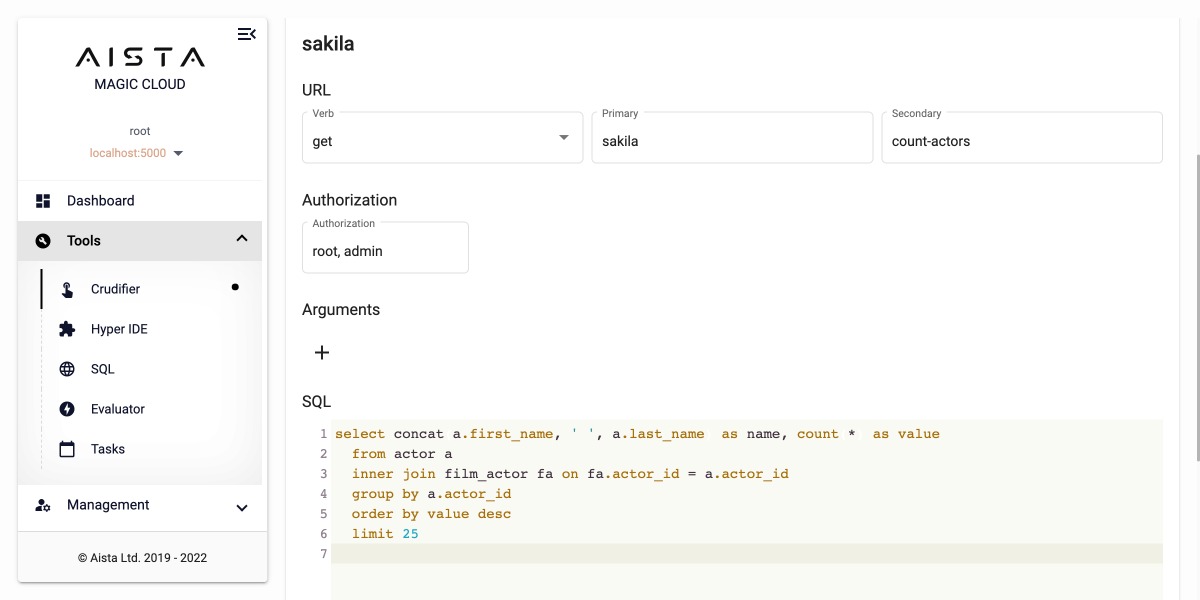 AISTA
MAGIC CLOUD
root
localhost:5000
Dashboard
Tools
Crudifier
Hyper IDE
SQL
Evaluator
Tasks
Management
© Aista Ltd. 2019 - 2022
sakila
URL
Verb
get
Primary
sakila
Secondary
count-actors
Authorization
Authorization
root, admin
Arguments
+
SQL
1 select concat a.first_name, ' ', a.last_name  as name, count *  as value
2   from actor a
3   inner join film_actor fa on fa.actor_id = a.actor_id
4   group by a.actor_id
5   order by value desc
6   limit 25
7